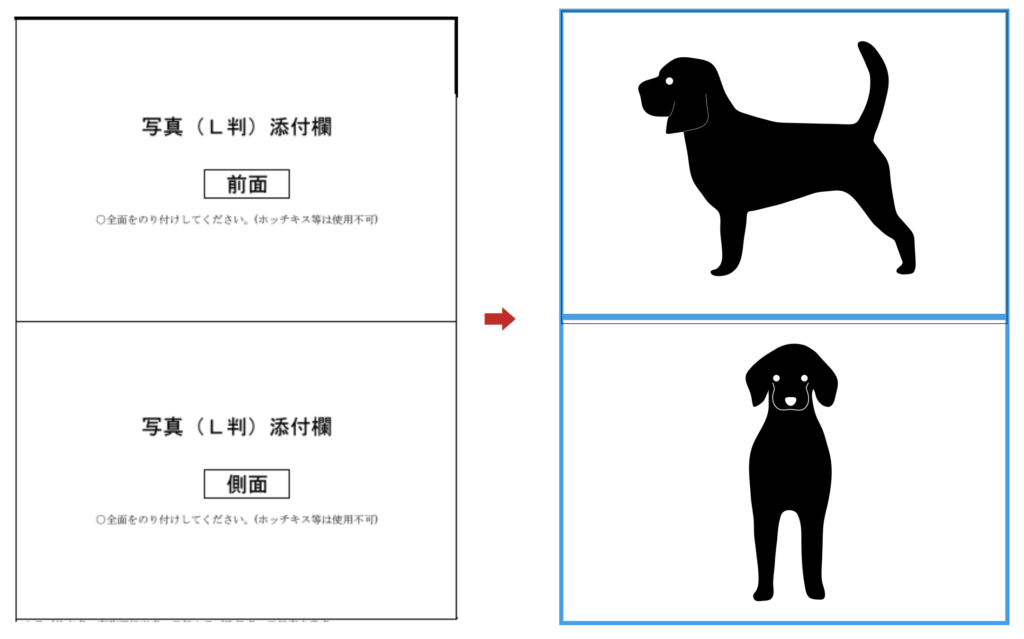 写真（Ｌ判）添付欄
前面
○全面をのり付けしてください。(ホッチキス等は使用不可)
写真（Ｌ判）添付欄
側面
○全面をのり付けしてください。(ホッチキス等は使用不可)